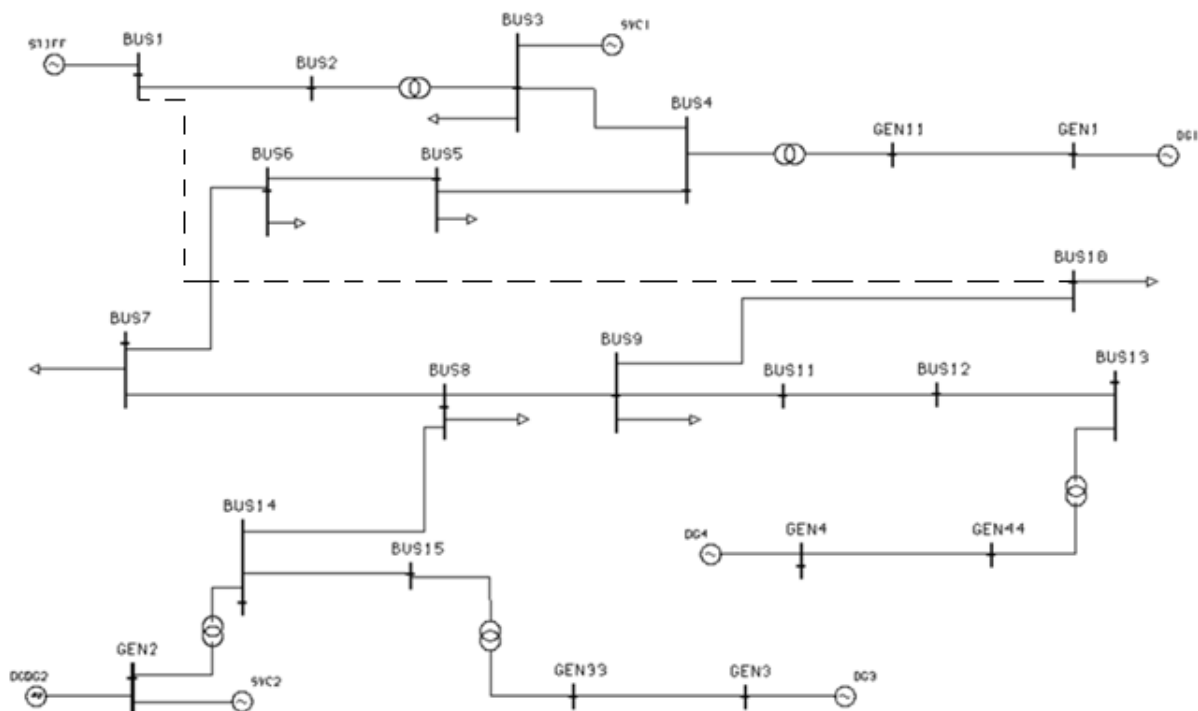 BUS3
SVC1
STIFF
BUS1
BUS2
BUS4
GEN11
GEN1
DG1
BUS6
BUS5
BUS10
BUS7
BUS9
BUS8
BUS11
BUS12
BUS13
BUS14
DG4
GEN4
GEN44
BUS15
GEN2
GEN33
GEN3
DG3
DCDG2
SVC2